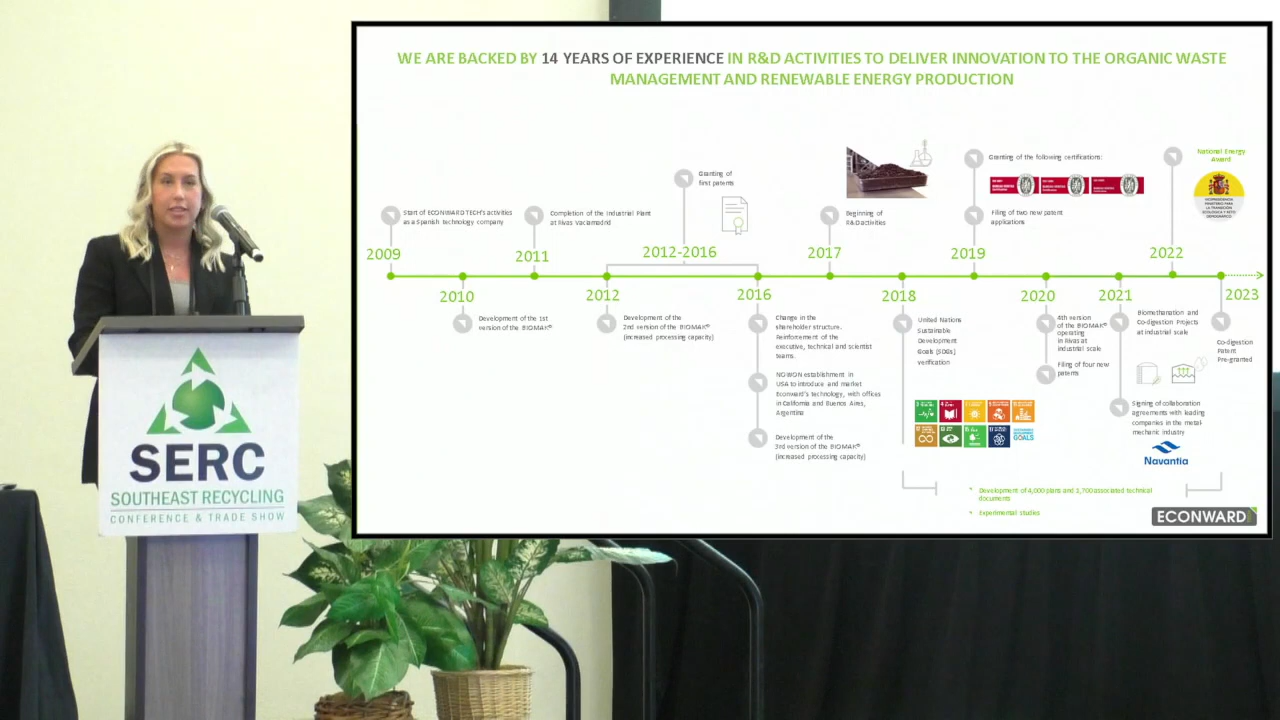 WE ARE BACKED BY 14 YEARS OF EXPERIENCE IN R&D ACTIVITIES TO DELIVER INNOVATION TO THE ORGANIC WASTE
MANAGEMENT AND RENEWABLE ENERGY PRODUCTION
2009
Start of ECONWARD TECH's activities
as a Spanish technology company
2010
Development of the 1st
version of the BIOMAK®
2011
Completion of the Industrial Plant
at Rivas Vaciamadrid
2012
Development of the
2nd version of the BIOMAK®
(increased processing capacity)
2012-2016
Granting of
first patents
2016
Change in the
shareholder structure.
Reinforcement of the
executive, technical and scientist
teams.
NOWON establishment in
USA to introduce and market
Econward's technology, with offices
in California and Buenos Aires,
Argentina
Development of the
3rd version of the BIOMAK®
(increased processing capacity)
2017
Beginning of
R&D activities
2018
United Nations
Sustainable
Development
Goals (SDGs)
verification
2019
Granting of the following certifications:
Filing of two new patent
applications
2020
4th version
of the BIOMAK®
operating
in Rivas at
industrial scale
Filing of four new
patents
2021
Biomethanation and
Co-digestion Projects
at industrial scale
Signing of collaboration
agreements with leading
companies in the metal-
mechanic industry
Navantia
2022
National Energy
Award
2023
Co-digestion
Patent
Pre-granted
Development of 4,000 plans and 1,700 associated technical
documents
Experimental studies
ECONWARD
SERC
SOUTHEAST RECYCLING
CONFERENCE & TRADE SHOW